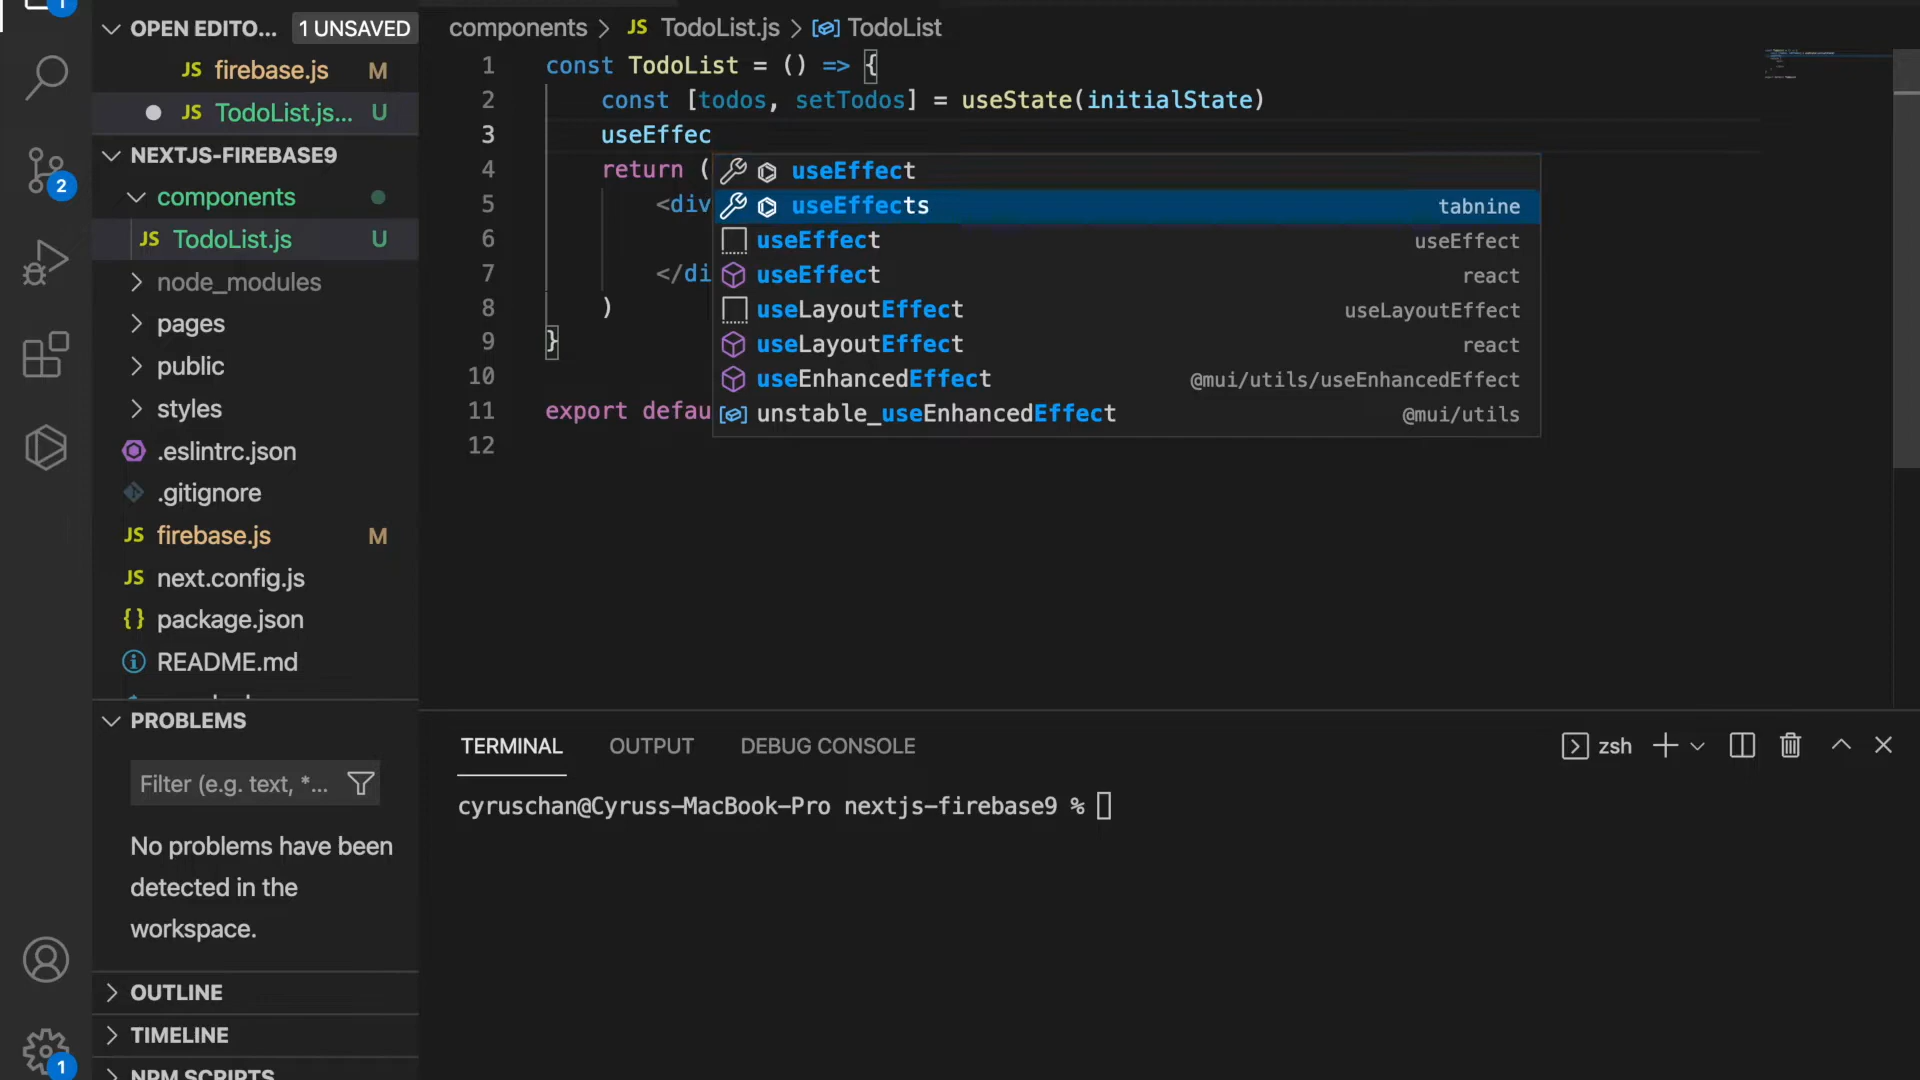 1
OPEN EDITO... 1 UNSAVED
JS firebase.js M
JS TodoList.js... U
NEXTJS-FIREBASE9
components
JS TodoList.js U
node_modules
pages
public
styles
.eslintrc.json
.gitignore
JS firebase.js M
JS next.config.js
{} package.json
README.md
PROBLEMS
Filter (e.g. text, *...
No problems have been
detected in the
workspace.
OUTLINE
TIMELINE
NPM SCRIPTS
2
1
components > JS TodoList.js > TodoList
1 const TodoList = () => {
2 const [todos, setTodos] = useState(initialState)
3 useEffec
4 return (
5 <div
6
7 </di
8 )
9 }
10
11 export defau
12
useEffect
useEffects tabnine
useEffect useEffect
useEffect react
useLayoutEffect useLayoutEffect
useLayoutEffect react
useEnhancedEffect @mui/utils/useEnhancedEffect
unstable_useEnhancedEffect @mui/utils
TERMINAL OUTPUT DEBUG CONSOLE zsh
cyruschan@Cyruss-MacBook-Pro nextjs-firebase9 %